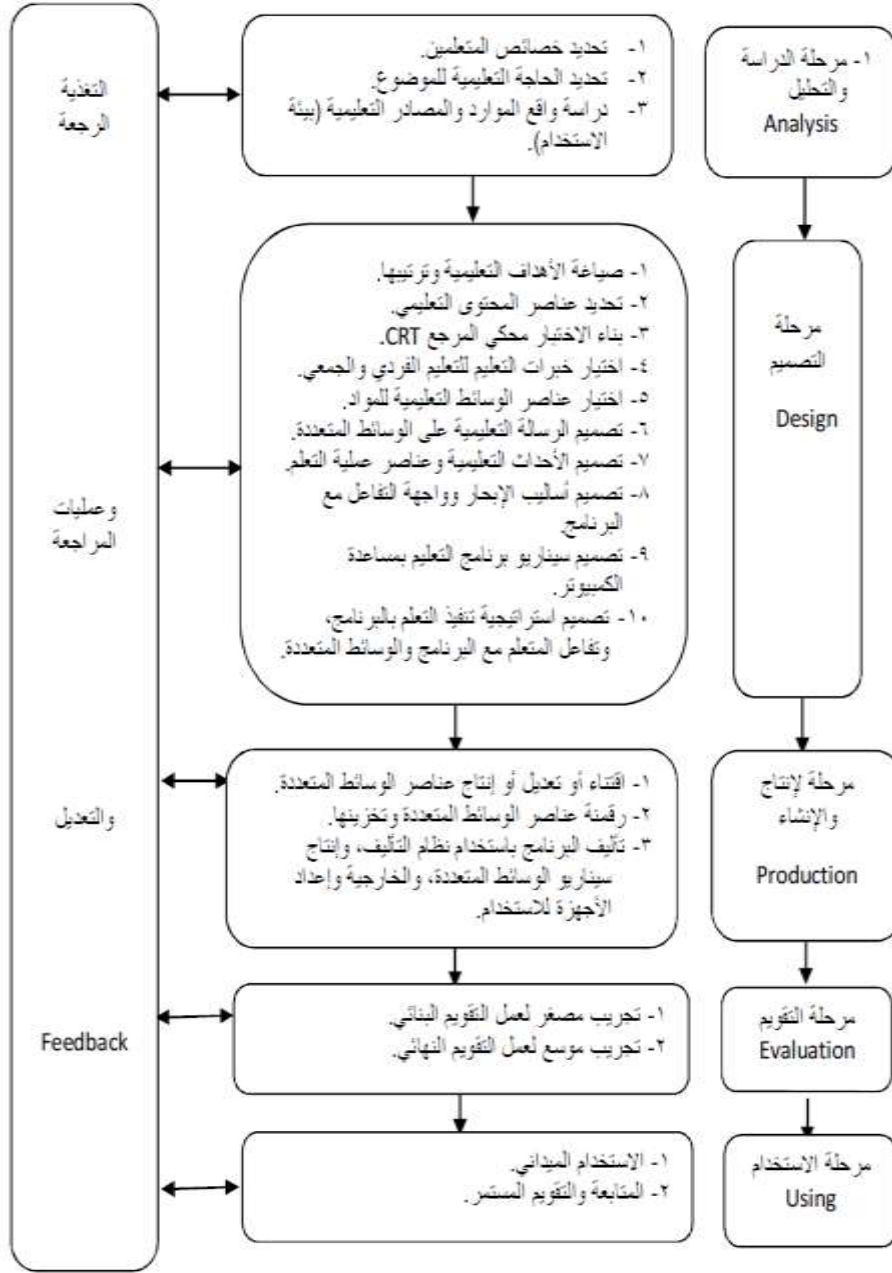 ١- مرحلة الدراسة
والتحليل
Analysis
١- تحديد خصائص المتعلمين.
٢- تحديد الحاجة التعليمية للموضوع.
٣- دراسة واقع الموارد والمصادر التعليمية (بيئة
الاستخدام).
التغذية
الرجعة
مرحلة
التصميم
Design
١- صياغة الأهداف التعليمية وترتيبها.
٢- تحديد عناصر المحتوى التعليمي.
٣- بناء الاختبار محكي المرجع CRT.
٤- اختيار خبرات التعليم للتعليم الفردي والجمعي.
٥- اختيار عناصر الوسائط التعليمية للمواد.
٦- تصميم الرسالة التعليمية على الوسائط المتعددة.
٧- تصميم الأحداث التعليمية وعناصر عملية التعلم.
٨- تصميم أساليب الإبحار وواجهة التفاعل مع
البرنامج.
٩- تصميم سيناريو برنامج التعليم بمساعدة
الكمبيوتر.
١٠- تصميم استراتيجية تنفيذ التعلم بالبرنامج،
وتفاعل المتعلم مع البرنامج والوسائط المتعددة.
وعمليات
المراجعة
مرحلة لإنتاج
والإنشاء
Production
١- اقتناء أو تعديل أو إنتاج عناصر الوسائط المتعددة.
٢- رقمنة عناصر الوسائط المتعددة وتخزينها.
٣- تأليف البرنامج باستخدام نظام التأليف، وإنتاج
سيناريو الوسائط المتعددة، والخارجية وإعداد
الأجهزة للاستخدام.
والتعديل
مرحلة التقويم
Evaluation
١- تجريب مصغر لعمل التقويم البنائي.
٢- تجريب موسع لعمل التقويم النهائي.
Feedback
مرحلة الاستخدام
Using
١- الاستخدام الميداني.
٢- المتابعة والتقويم المستمر.